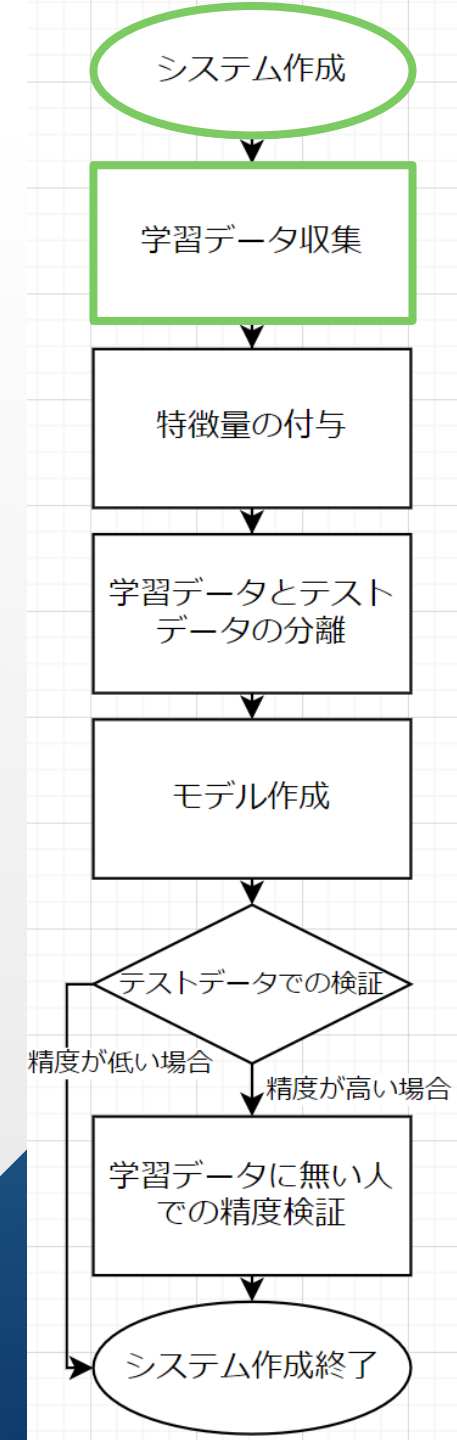 システム作成
学習データ収集
特徴量の付与
学習データとテスト
データの分離
モデル作成
テストデータでの検証
精度が低い場合
精度が高い場合
学習データに無い人
での精度検証
システム作成終了